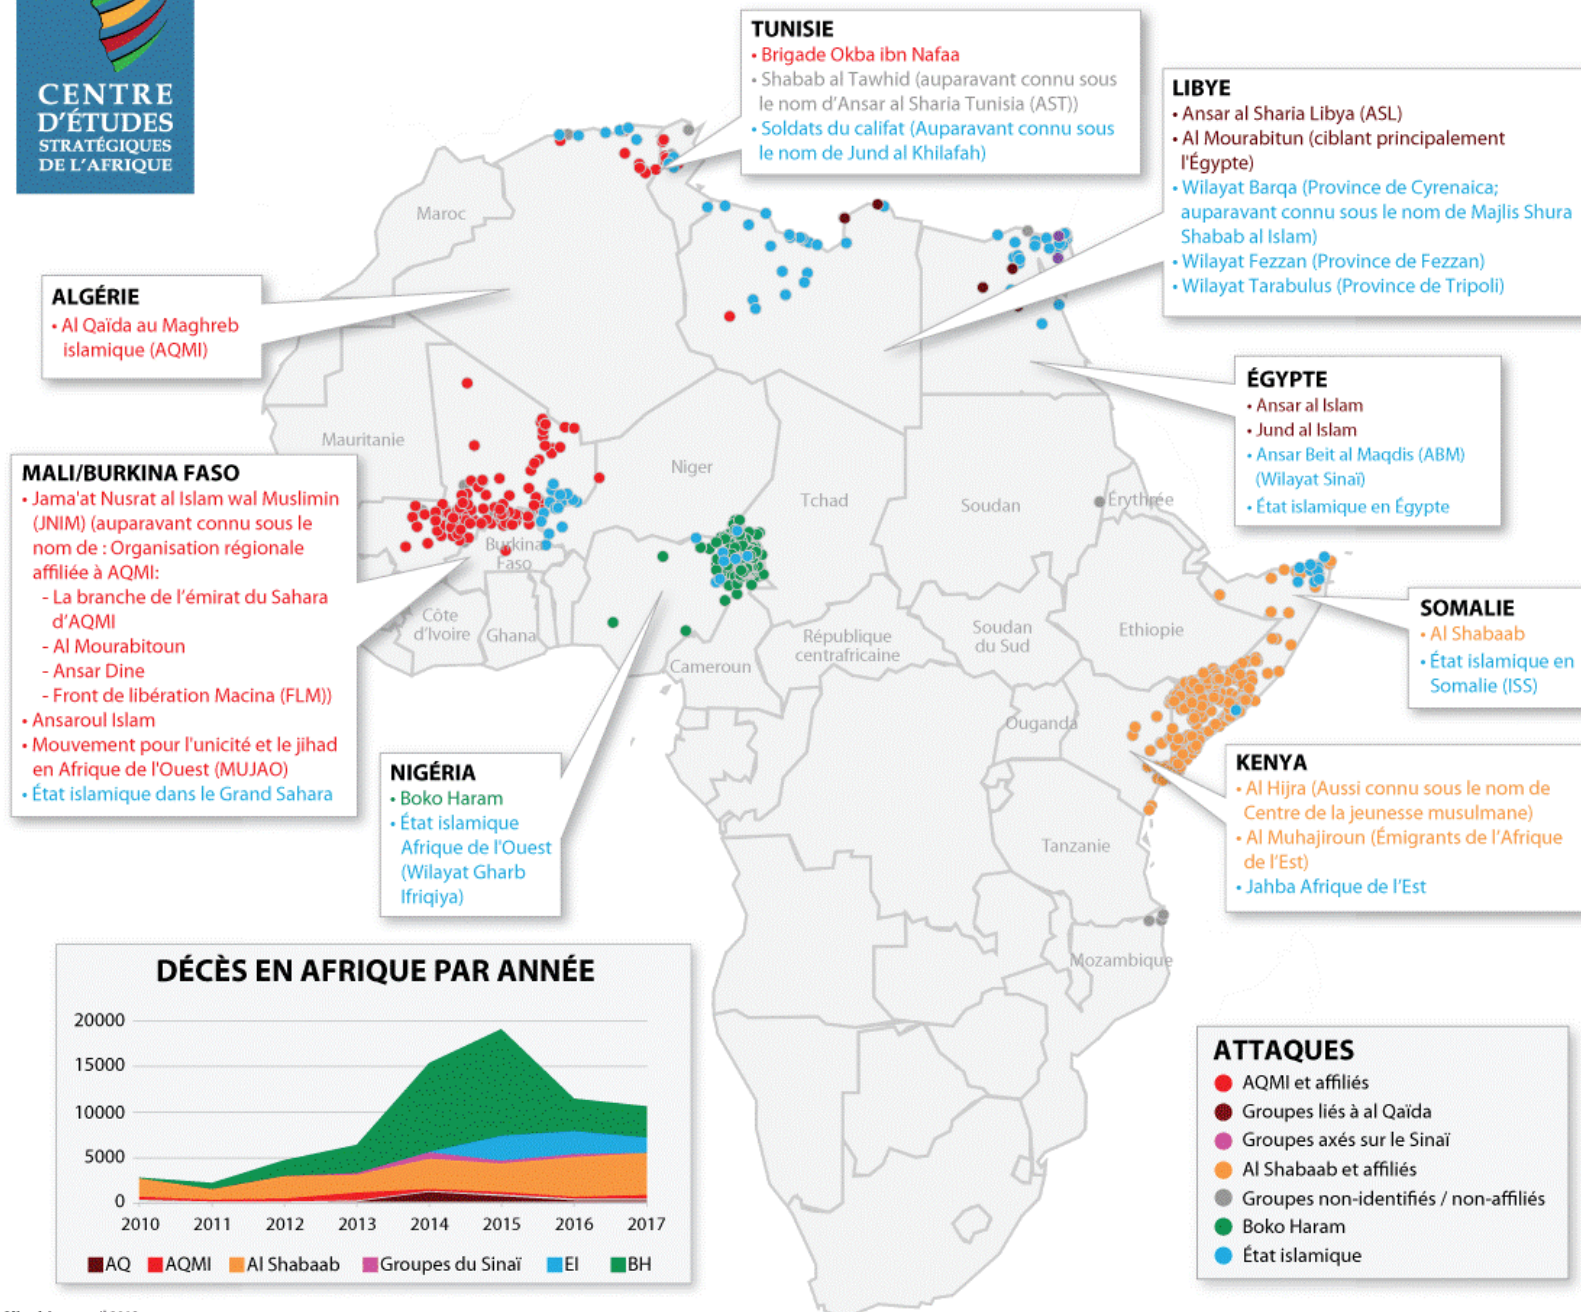 CENTRE
D'ÉTUDES
STRATÉGIQUES
DE L'AFRIQUE
TUNISIE
• Brigade Okba ibn Nafaa
• Shabab al Tawhid (auparavant connu sous
le nom d'Ansar al Sharia Tunisia (AST))
• Soldats du califat (Auparavant connu sous
le nom de Jund al Khilafah)
LIBYE
• Ansar al Sharia Libya (ASL)
• Al Mourabitun (ciblant principalement
l'Égypte)
• Wilayat Barqa (Province de Cyrenaica;
auparavant connu sous le nom de Majlis Shura
Shabab al Islam)
• Wilayat Fezzan (Province de Fezzan)
• Wilayat Tarabulus (Province de Tripoli)
ALGÉRIE
• Al Qaïda au Maghreb
islamique (AQMI)
ÉGYPTE
• Ansar al Islam
• Jund al Islam
• Ansar Beit al Maqdis (ABM)
(Wilayat Sinaï)
• État islamique en Égypte
MALI/BURKINA FASO
• Jama'at Nusrat al Islam wal Muslimin
(JNIM) (auparavant connu sous le
nom de : Organisation régionale
affiliée à AQMI:
- La branche de l'émirat du Sahara
d'AQMI
- Al Mourabitoun
- Ansar Dine
- Front de libération Macina (FLM))
• Ansaroul Islam
• Mouvement pour l'unicité et le jihad
en Afrique de l'Ouest (MUJAO)
• État islamique dans le Grand Sahara
NIGÉRIA
• Boko Haram
• État islamique
Afrique de l'Ouest
(Wilayat Gharb
Ifriqiya)
SOMALIE
• Al Shabaab
• État islamique en
Somalie (ISS)
KENYA
• Al Hijra (Aussi connu sous le nom de
Centre de la jeunesse musulmane)
• Al Muhajiroun (Émigrants de l'Afrique
de l'Est)
• Jahba Afrique de l'Est
Maroc
Mauritanie
Niger
Tchad
Soudan
Érythrée
Burkina
Faso
Côte
d'Ivoire
Ghana
Cameroun
République
centrafricaine
Soudan
du Sud
Ethiopie
Ouganda
Tanzanie
Mozambique
DÉCÈS EN AFRIQUE PAR ANNÉE
20000
15000
10000
5000
0
2010 2011 2012 2013 2014 2015 2016 2017
AQ AQMI Al Shabaab Groupes du Sinaï EI BH
ATTAQUES
AQMI et affiliés
Groupes liés à al Qaïda
Groupes axés sur le Sinaï
Al Shabaab et affiliés
Groupes non-identifiés / non-affiliés
Boko Haram
État islamique